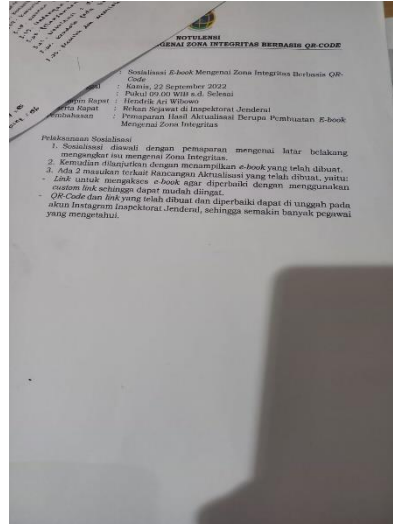 NOTULENSI
GENAI ZONA INTEGRITAS BERBASIS QR-CODE
: Sosialisasi E-book Mengenai Zona Integritas Berbasis QR-
Code
: Kamis, 22 September 2022
: Pukul 09.00 WIB s.d. Selesai
Rapat : Hendrik Ari Wibowo
Rapat : Rekan Sejawat di Inspektorat Jenderal
: Pemaparan Hasil Aktualisasi Berupa Pembuatan E-book
Mengenai Zona Integritas
Pelaksanaan Sosialisasi
1. Sosialisasi diawali dengan pemaparan mengenai latar belakang
mengangkat isu mengenai Zona Integritas.
2. Kemudian dilanjutkan dengan menampilkan e-book yang telah dibuat.
3. Ada 2 masukan terkait Rancangan Aktualisasi yang telah dibuat, yaitu:
- Link untuk mengakses e-book agar diperbaiki dengan menggunakan
custom link sehingga dapat mudah diingat.
- QR-Code dan link yang telah dibuat dan diperbaiki dapat di unggah pada
akun Instagram Inspektorat Jenderal, sehingga semakin banyak pegawai
yang mengetahui.